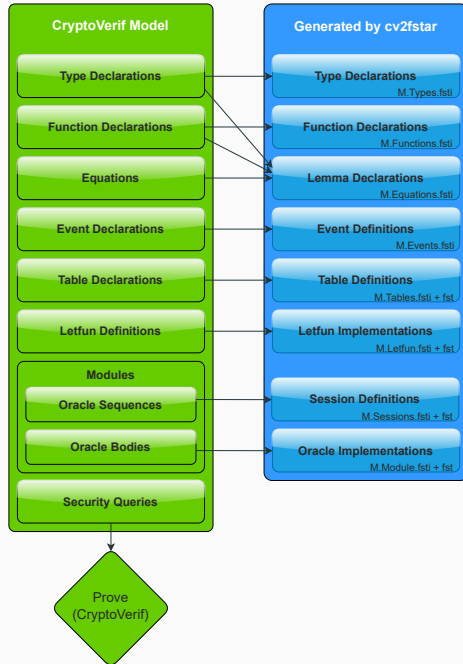 CryptoVerif Model
Type Declarations
Function Declarations
Equations
Event Declarations
Table Declarations
Letfun Definitions
Modules
Oracle Sequences
Oracle Bodies
Security Queries
Prove
(CryptoVerif)
Generated by cv2fstar
Type Declarations
M.Types.fsti
Function Declarations
M.Functions.fsti
Lemma Declarations
M.Equations.fsti
Event Definitions
M.Events.fsti
Table Definitions
M.Tables.fsti + fst
Letfun Implementations
M.Letfun.fsti + fst
Session Definitions
M.Sessions.fsti + fst
Oracle Implementations
M.Module.fsti + fst